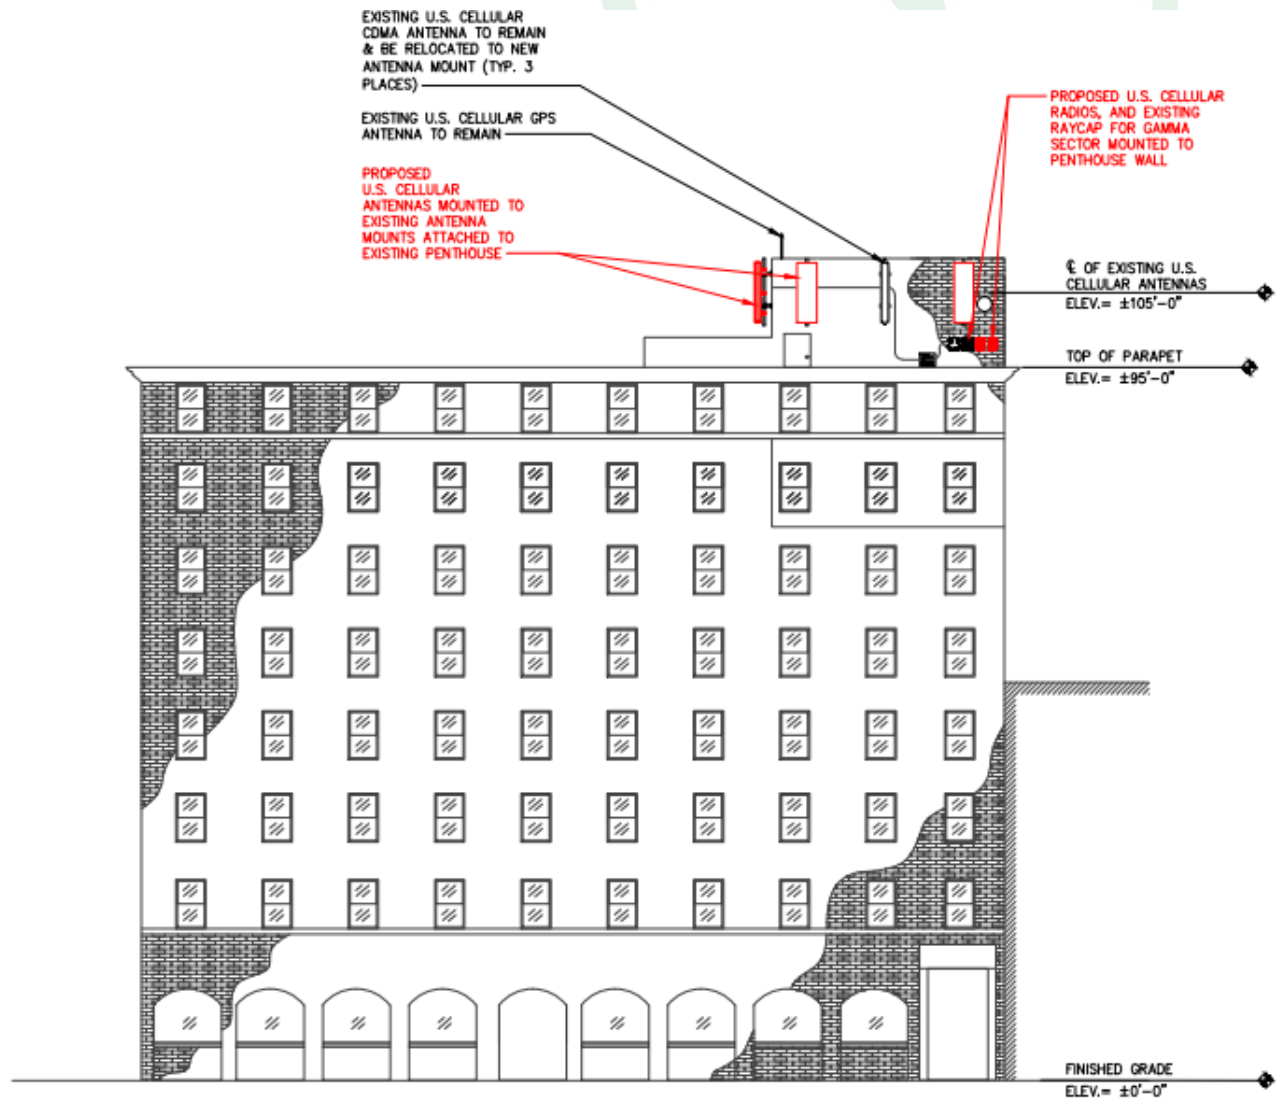 EXISTING U.S. CELLULAR
CDMA ANTENNA TO REMAIN
& BE RELOCATED TO NEW
ANTENNA MOUNT (TYP. 3
PLACES)
EXISTING U.S. CELLULAR GPS
ANTENNA TO REMAIN
PROPOSED
U.S. CELLULAR
ANTENNAS MOUNTED TO
EXISTING ANTENNA
MOUNTS ATTACHED TO
EXISTING PENTHOUSE
PROPOSED U.S. CELLULAR
RADIOS, AND EXISTING
RAYCAP FOR GAMMA
SECTOR MOUNTED TO
PENTHOUSE WALL
℄ OF EXISTING U.S.
CELLULAR ANTENNAS
ELEV.= ±105'-0"
TOP OF PARAPET
ELEV.= ±95'-0"
FINISHED GRADE
ELEV.= ±0'-0"